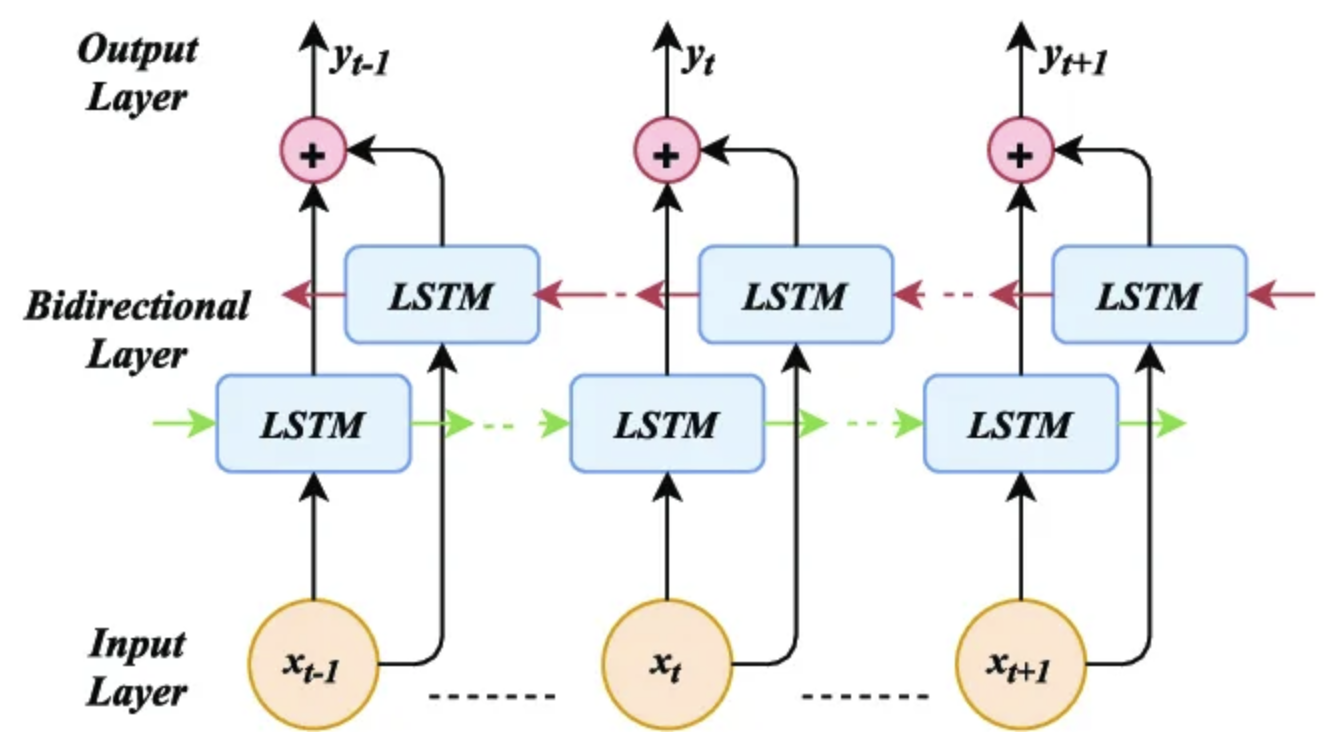 Output
Layer
y_{t-1}
y_t
y_{t+1}
+
+
+
Bidirectional
Layer
LSTM
LSTM
LSTM
LSTM
LSTM
LSTM
Input
Layer
x_{t-1}
x_t
x_{t+1}